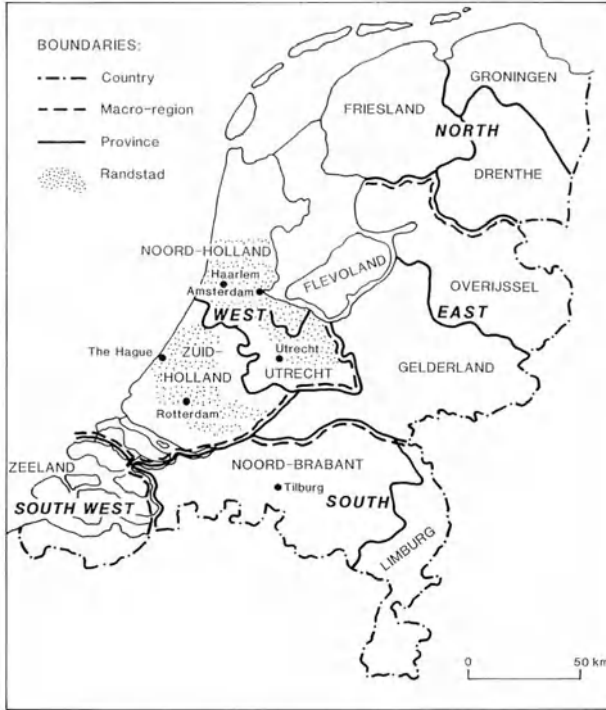 BOUNDARIES:
Country
Macro-region
Province
Randstad
GRONINGEN
FRIESLAND
NORTH
DRENTHE
NOORD-HOLLAND
Haarlem
Amsterdam
FLEVOLAND
OVERIJSSEL
WEST
EAST
The Hague
ZUID-
HOLLAND
Utrecht
UTRECHT
GELDERLAND
Rotterdam
ZEELAND
NOORD-BRABANT
Tilburg
SOUTH WEST
SOUTH
LIMBURG
0 50 km